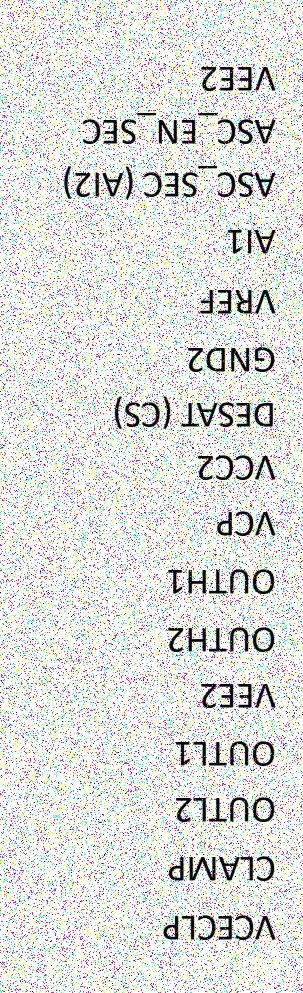 VCECLP
CLAMP
OUTL2
OUTL1
VEE2
OUTH2
OUTH1
VCP
VCC2
DESAT (CS)
GND2
VREF
AI1
ASC_SEC (AI2)
ASC_EN_SEC
VEE2